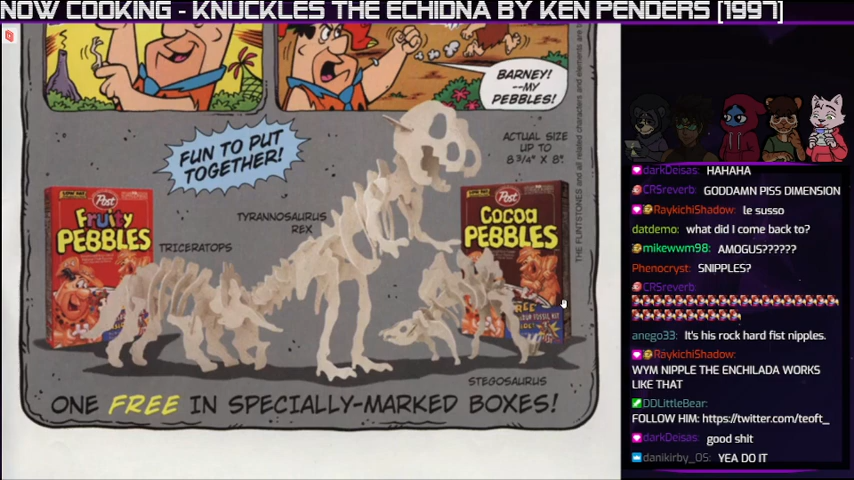 NOW COOKING - KNUCKLES THE ECHIDNA BY KEN PENDERS [1997]
BARNEY!
--MY
PEBBLES!
FUN TO PUT
TOGETHER!
ACTUAL SIZE
UP TO
8 3/4" X 8".
THE FLINTSTONES and all related characters and elements are
Post
Fruity
PEBBLES
TRICERATOPS
TYRANNOSAURUS
REX
Post
Cocoa
PEBBLES
FREE
STEGOSAURUS
ONE FREE IN SPECIALLY-MARKED BOXES!
darkDeisas: HAHAHA
CRSreverb:
GODDAMN PISS DIMENSION
RaykichiShadow: le susso
datdemo: what did I come back to?
mikewwm98: AMOGUS??????
Phenocryst: SNIPPLES?
CRSreverb:
anego33: It's his rock hard fist nipples.
RaykichiShadow:
WYM NIPPLE THE ENCHILADA WORKS
LIKE THAT
DDLittleBear:
FOLLOW HIM: https://twitter.com/teoft_
darkDeisas: good shit
danikirby_OS: YEA DO IT